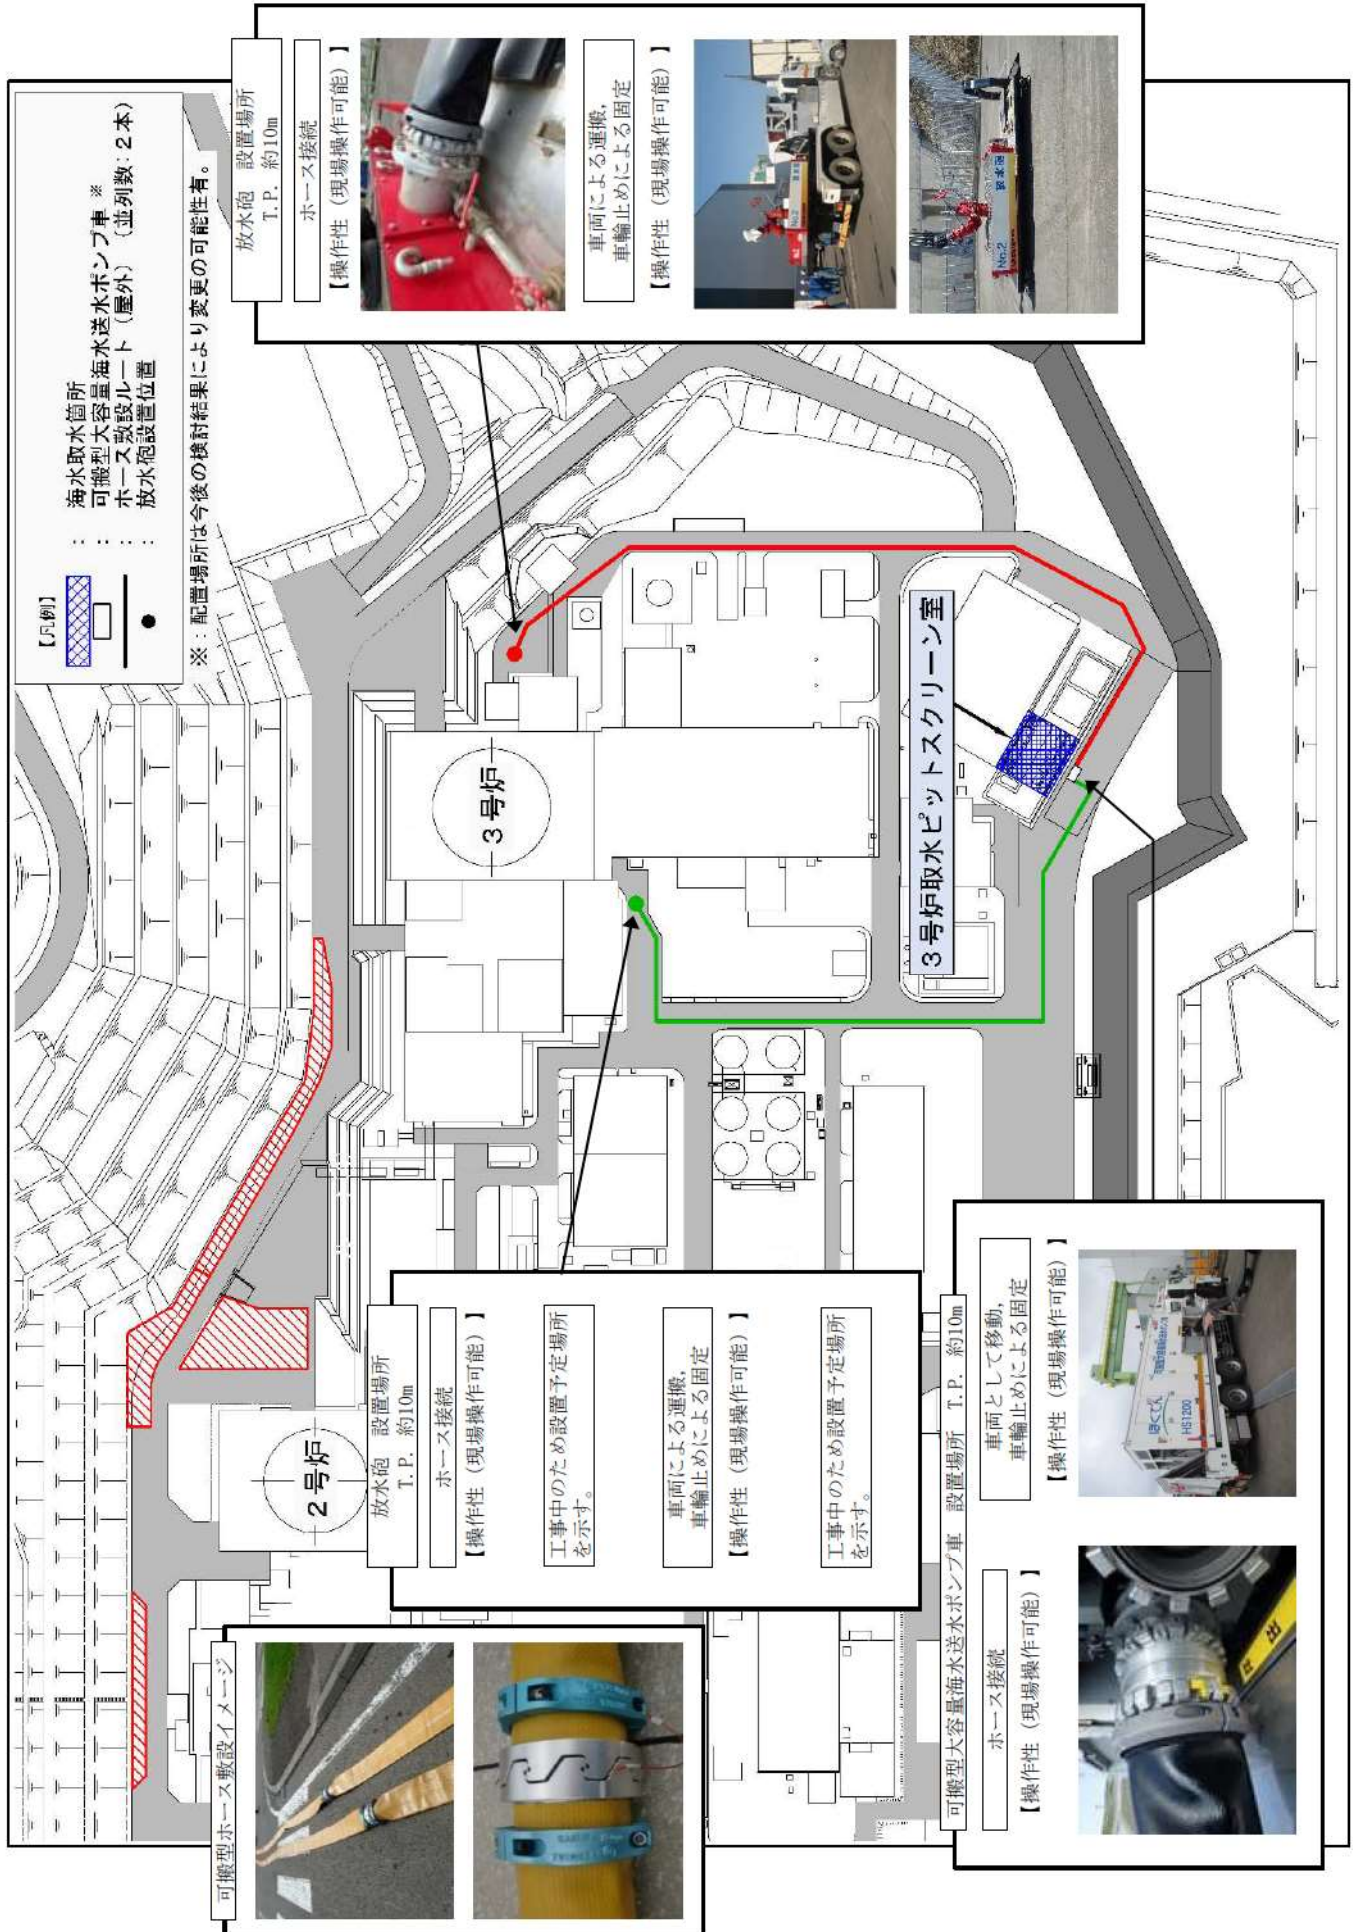 【凡例】
： 海水取水箇所
： 可搬型大容量海水送水ポンプ車 ※
： ホース敷設ルート（屋外）（並列数：２本）
： 放水砲設置位置
※：配置場所は今後の検討結果により変更の可能性有。
放水砲 設置場所
T.P. 約10m
ホース接続
【操作性（現場操作可能）】
車両による運搬，
車輪止めによる固定
【操作性（現場操作可能）】
No.2
No.2
放水砲
３号炉
３号炉取水ピットスクリーン室
２号炉
放水砲 設置場所
T.P. 約10m
ホース接続
【操作性（現場操作可能）】
工事中のため設置予定場所
を示す。
車両による運搬，
車輪止めによる固定
【操作性（現場操作可能）】
工事中のため設置予定場所
を示す。
可搬型ホース敷設イメージ
可搬型大容量海水送水ポンプ車 設置場所 T.P. 約10m
ホース接続
【操作性（現場操作可能）】
車両として移動，
車輪止めによる固定
【操作性（現場操作可能）】
ほくでん
HS1200